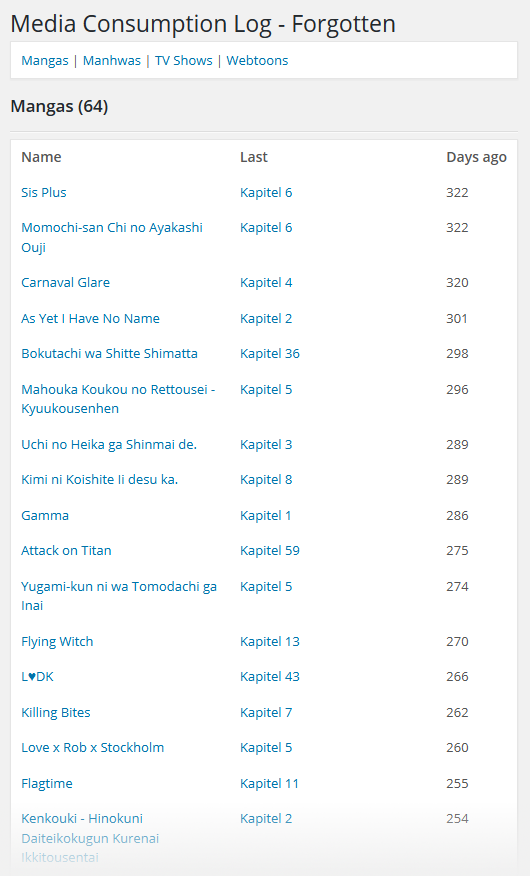 Media Consumption Log - Forgotten
Mangas | Manhwas | TV Shows | Webtoons
Mangas (64)
Name Last Days ago
Sis Plus Kapitel 6 322
Momochi-san Chi no Ayakashi Kapitel 6 322
Ouji
Carnaval Glare Kapitel 4 320
As Yet I Have No Name Kapitel 2 301
Bokutachi wa Shitte Shimatta Kapitel 36 298
Mahouka Koukou no Rettousei - Kapitel 5 296
Kyuukousenhen
Uchi no Heika ga Shinmai de. Kapitel 3 289
Kimi ni Koishite Ii desu ka. Kapitel 8 289
Gamma Kapitel 1 286
Attack on Titan Kapitel 59 275
Yugami-kun ni wa Tomodachi ga Kapitel 5 274
Inai
Flying Witch Kapitel 13 270
L♥DK Kapitel 43 266
Killing Bites Kapitel 7 262
Love x Rob x Stockholm Kapitel 5 260
Flagtime Kapitel 11 255
Kenkouki - Hinokuni Kapitel 2 254
Daiteikokugun Kurenai
Ikkitousentai